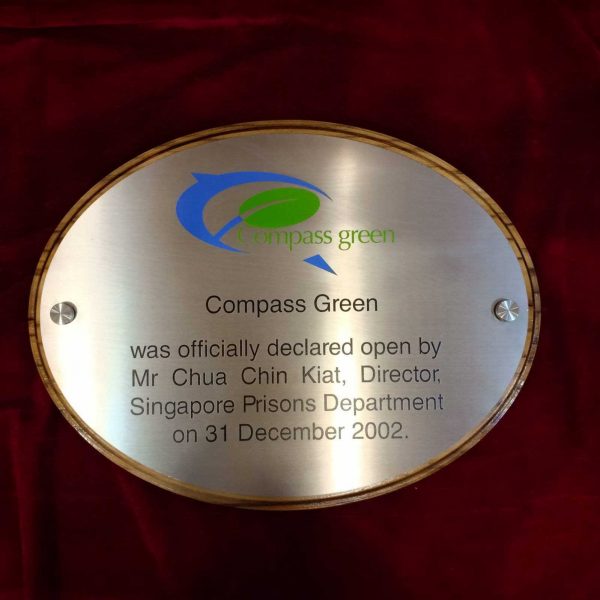 Compass green
Compass Green
was officially declared open by
Mr Chua Chin Kiat, Director,
Singapore Prisons Department
on 31 December 2002.